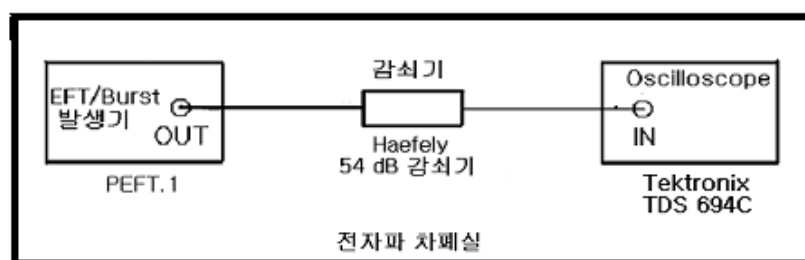 EFT/Burst
발생기
OUT
PEFT.1
감쇠기
Haefely
54 dB 감쇠기
Oscilloscope
IN
Tektronix
TDS 694C
전자파 차폐실